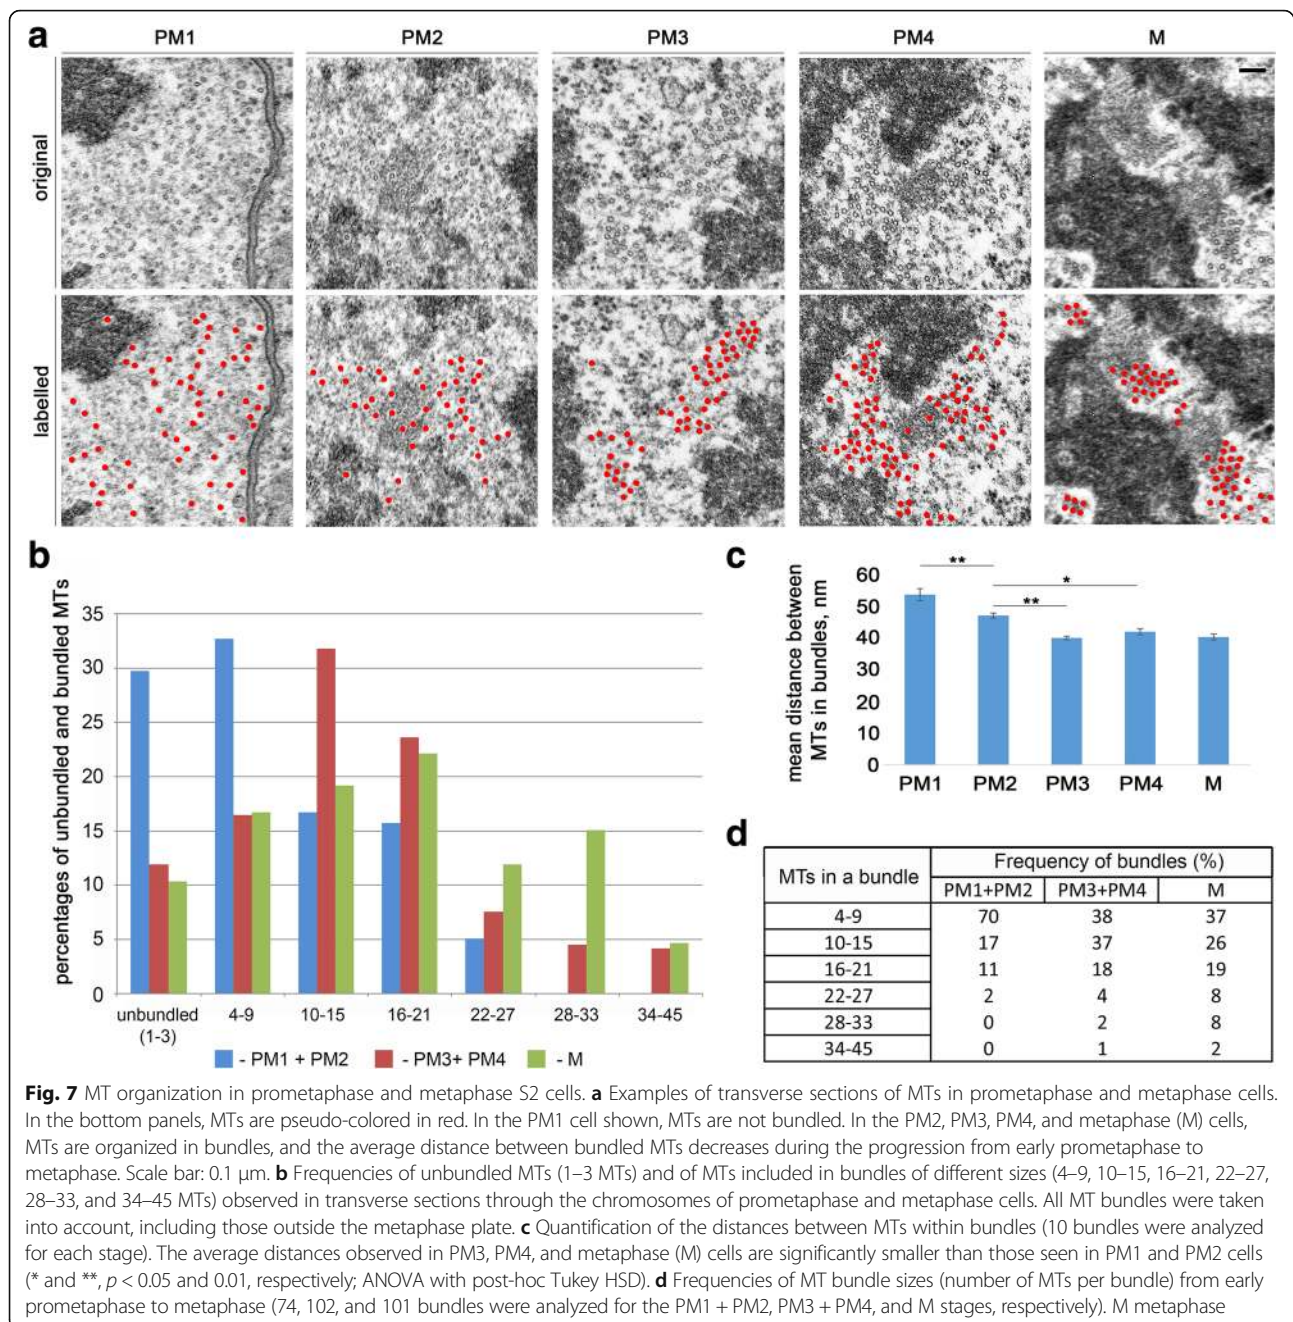 a
PM1 PM2 PM3 PM4 M
original
labelled
b
percentages of unbundled and bundled MTs
35
30
25
20
15
10
5
0
unbundled (1-3) 4-9 10-15 16-21 22-27 28-33 34-45
- PM1 + PM2 - PM3+ PM4 - M
c
mean distance between
MTs in bundles, nm
60
50
40
30
20
10
0
** * **
PM1 PM2 PM3 PM4 M
d
MTs in a bundle Frequency of bundles (%)
PM1+PM2 PM3+PM4 M
4-9 70 38 37
10-15 17 37 26
16-21 11 18 19
22-27 2 4 8
28-33 0 2 8
34-45 0 1 2
Fig. 7 MT organization in prometaphase and metaphase S2 cells. a Examples of transverse sections of MTs in prometaphase and metaphase cells.
In the bottom panels, MTs are pseudo-colored in red. In the PM1 cell shown, MTs are not bundled. In the PM2, PM3, PM4, and metaphase (M) cells,
MTs are organized in bundles, and the average distance between bundled MTs decreases during the progression from early prometaphase to
metaphase. Scale bar: 0.1 μm. b Frequencies of unbundled MTs (1–3 MTs) and of MTs included in bundles of different sizes (4–9, 10–15, 16–21, 22–27,
28–33, and 34–45 MTs) observed in transverse sections through the chromosomes of prometaphase and metaphase cells. All MT bundles were taken
into account, including those outside the metaphase plate. c Quantification of the distances between MTs within bundles (10 bundles were analyzed
for each stage). The average distances observed in PM3, PM4, and metaphase (M) cells are significantly smaller than those seen in PM1 and PM2 cells
(* and **, p < 0.05 and 0.01, respectively; ANOVA with post-hoc Tukey HSD). d Frequencies of MT bundle sizes (number of MTs per bundle) from early
prometaphase to metaphase (74, 102, and 101 bundles were analyzed for the PM1 + PM2, PM3 + PM4, and M stages, respectively). M metaphase